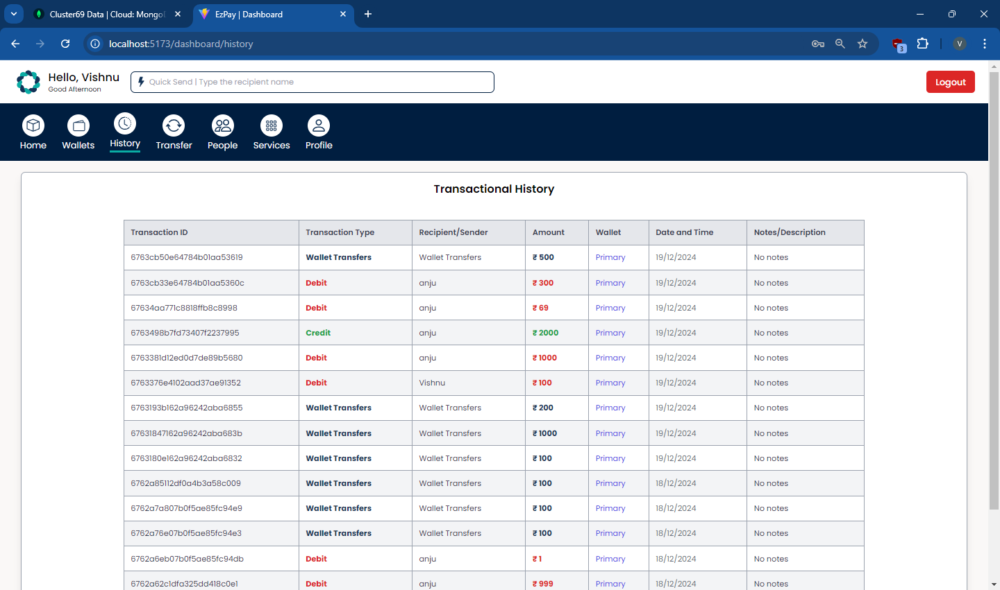 Cluster69 Data | Cloud: Mongo
EzPay | Dashboard
localhost:5173/dashboard/history
3
V
Hello, Vishnu
Good Afternoon
Quick Send | Type the recipient name
Logout
Home Wallets History Transfer People Services Profile
Transactional History
Transaction ID Transaction Type Recipient/Sender Amount Wallet Date and Time Notes/Description
6763cb50e64784b01aa53619 Wallet Transfers Wallet Transfers ₹ 500 Primary 19/12/2024 No notes
6763cb33e64784b01aa5360c Debit anju ₹ 300 Primary 19/12/2024 No notes
67634aa771c8818ffb8c8998 Debit anju ₹ 69 Primary 19/12/2024 No notes
6763498b7fd73407f2237995 Credit anju ₹ 2000 Primary 19/12/2024 No notes
6763381d12ed0d7de89b5680 Debit anju ₹ 1000 Primary 19/12/2024 No notes
6763376e4102aad37ae91352 Debit Vishnu ₹ 100 Primary 19/12/2024 No notes
6763193b162a96242aba6855 Wallet Transfers Wallet Transfers ₹ 200 Primary 19/12/2024 No notes
67631847162a96242aba683b Wallet Transfers Wallet Transfers ₹ 1000 Primary 19/12/2024 No notes
6763180e162a96242aba6832 Wallet Transfers Wallet Transfers ₹ 100 Primary 19/12/2024 No notes
6762a85112df0a4b3a58c009 Wallet Transfers Wallet Transfers ₹ 100 Primary 18/12/2024 No notes
6762a7a807b0f5ae85fc94e9 Wallet Transfers Wallet Transfers ₹ 100 Primary 18/12/2024 No notes
6762a76e07b0f5ae85fc94e3 Wallet Transfers Wallet Transfers ₹ 100 Primary 18/12/2024 No notes
6762a6eb07b0f5ae85fc94db Debit anju ₹ 1 Primary 18/12/2024 No notes
6762a62c1dfa325dd418c0e1 Debit anju ₹ 999 Primary 18/12/2024 No notes